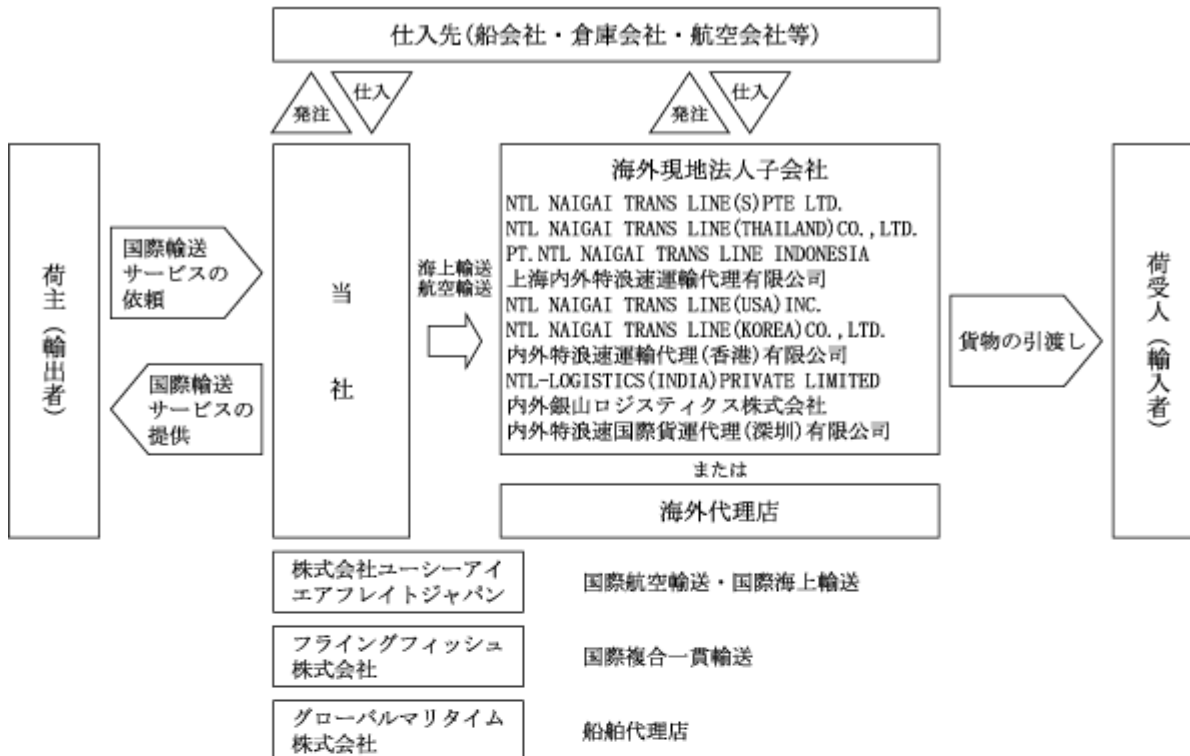 仕入先(船会社・倉庫会社・航空会社等)
発注
仕入
発注
仕入
荷主(輸出者)
国際輸送
サービスの
依頼
国際輸送
サービスの
提供
当社
海上輸送
航空輸送
海外現地法人子会社
NTL NAIGAI TRANS LINE(S)PTE LTD.
NTL NAIGAI TRANS LINE(THAILAND)CO.,LTD.
PT.NTL NAIGAI TRANS LINE INDONESIA
上海内外特浪速運輸代理有限公司
NTL NAIGAI TRANS LINE(USA)INC.
NTL NAIGAI TRANS LINE(KOREA)CO.,LTD.
内外特浪速運輸代理(香港)有限公司
NTL-LOGISTICS(INDIA)PRIVATE LIMITED
内外銀山ロジスティクス株式会社
内外特浪速国際貨運代理(深圳)有限公司
または
海外代理店
貨物の引渡し
荷受人(輸入者)
株式会社ユーシーアイ
エアフレイトジャパン
国際航空輸送・国際海上輸送
フライングフィッシュ
株式会社
国際複合一貫輸送
グローバルマリタイム
株式会社
船舶代理店